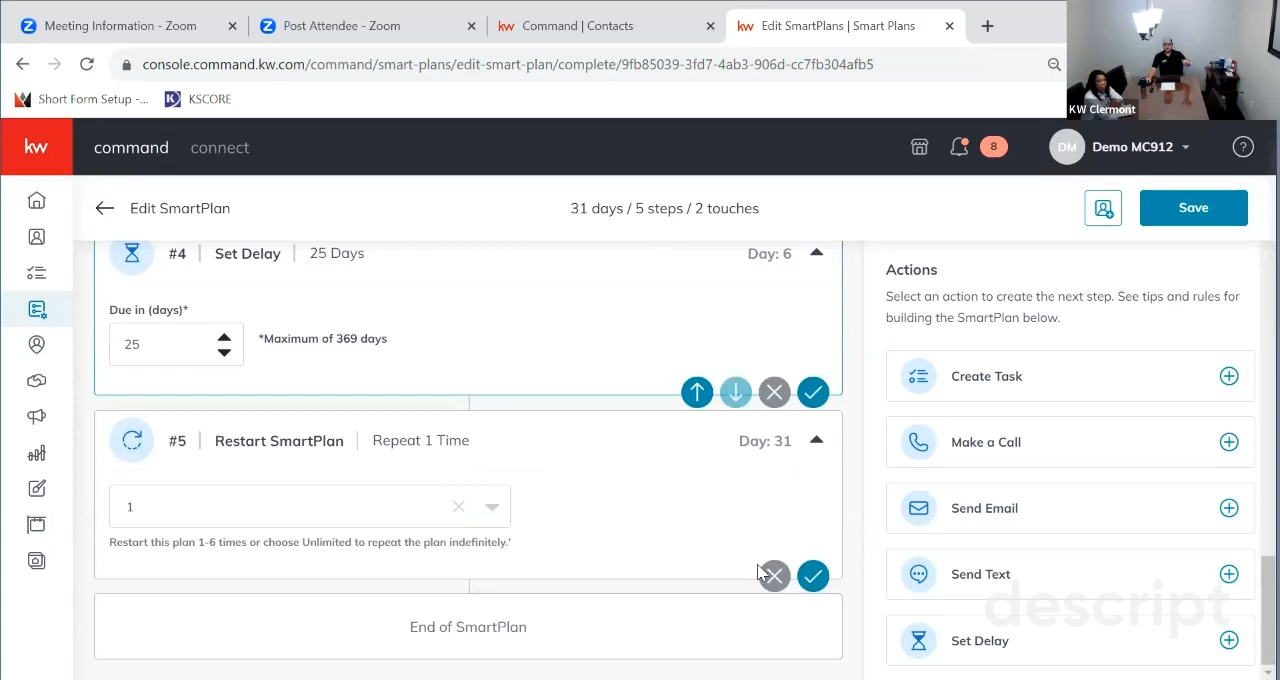 Meeting Information - Zoom
Post Attendee - Zoom
kw Command | Contacts
kw Edit SmartPlans | Smart Plans
console.command.kw.com/command/smart-plans/edit-smart-plan/complete/9fb85039-3fd7-4ab3-906d-cc7fb304afb5
Short Form Setup -...
KSCORE
KW Clermont
kw
command
connect
8
DM
Demo MC912
?
Edit SmartPlan
31 days / 5 steps / 2 touches
Save
#4
Set Delay
25 Days
Day: 6
Due in (days)*
25
*Maximum of 369 days
#5
Restart SmartPlan
Repeat 1 Time
Day: 31
1
Restart this plan 1-6 times or choose Unlimited to repeat the plan indefinitely.'
End of SmartPlan
Actions
Select an action to create the next step. See tips and rules for
building the SmartPlan below.
Create Task
Make a Call
Send Email
Send Text
Set Delay
descript